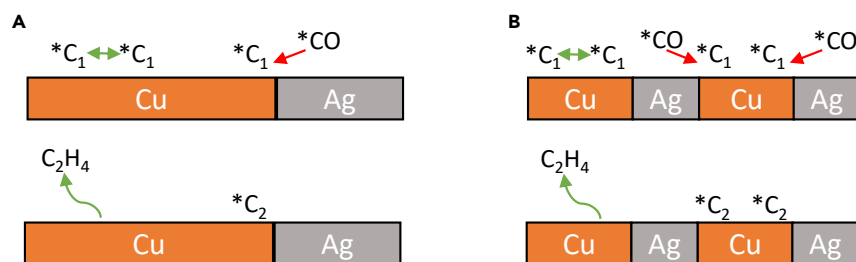 A
*C₁ *C₁ *C₁ *CO
Cu Ag
C₂H₄
*C₂
Cu Ag
B
*C₁ *C₁ *CO *C₁ *C₁ *CO
Cu Ag Cu Ag
C₂H₄
*C₂ *C₂
Cu Ag Cu Ag